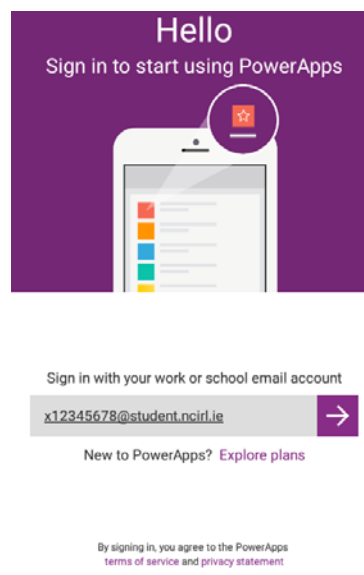 Hello
Sign in to start using PowerApps
Sign in with your work or school email account
x12345678@student.ncirl.ie
New to PowerApps? Explore plans
By signing in, you agree to the PowerApps
terms of service and privacy statement